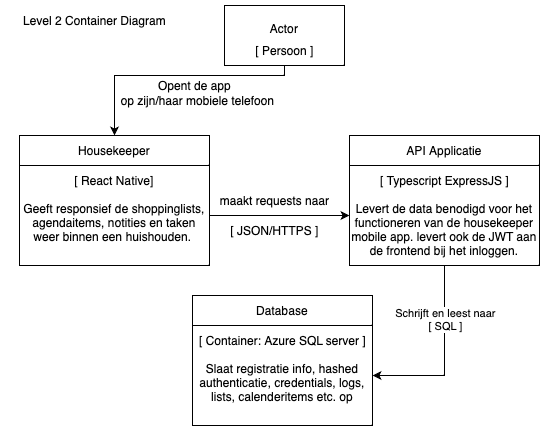 Level 2 Container Diagram
Actor
[ Persoon ]
Opent de app
op zijn/haar mobiele telefoon
Housekeeper
[ React Native]
Geeft responsief de shoppinglists,
agendaitems, notities en taken
weer binnen een huishouden.
maakt requests naar
[ JSON/HTTPS ]
API Applicatie
[ Typescript ExpressJS ]
Levert de data benodigd voor het
functioneren van de housekeeper
mobile app. levert ook de JWT aan
de frontend bij het inloggen.
Schrijft en leest naar
[ SQL ]
Database
[ Container: Azure SQL server ]
Slaat registratie info, hashed
authenticatie, credentials, logs,
lists, calenderitems etc. op